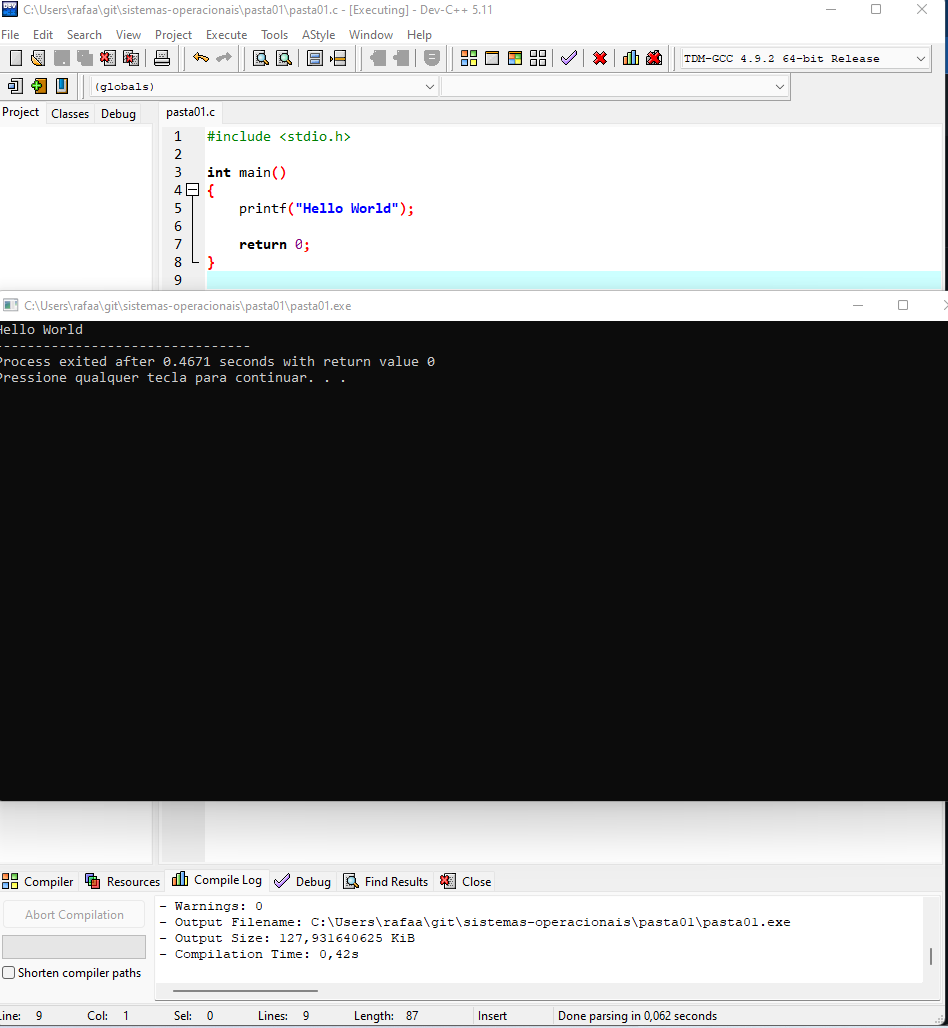 C:\Users\rafaa\git\sistemas-operacionais\pasta01\pasta01.c - [Executing] - Dev-C++ 5.11
File Edit Search View Project Execute Tools AStyle Window Help
TDM-GCC 4.9.2 64-bit Release
(globals)
Project Classes Debug pasta01.c
1 #include <stdio.h>
2
3 int main()
4 {
5 printf("Hello World");
6
7 return 0;
8 }
9
C:\Users\rafaa\git\sistemas-operacionais\pasta01\pasta01.exe
Hello World
--------------------------------
Process exited after 0.4671 seconds with return value 0
Pressione qualquer tecla para continuar. . .
Compiler Resources Compile Log Debug Find Results Close
Abort Compilation
Shorten compiler paths
- Warnings: 0
- Output Filename: C:\Users\rafaa\git\sistemas-operacionais\pasta01\pasta01.exe
- Output Size: 127,931640625 KiB
- Compilation Time: 0,42s
Line: 9 Col: 1 Sel: 0 Lines: 9 Length: 87 Insert Done parsing in 0,062 seconds